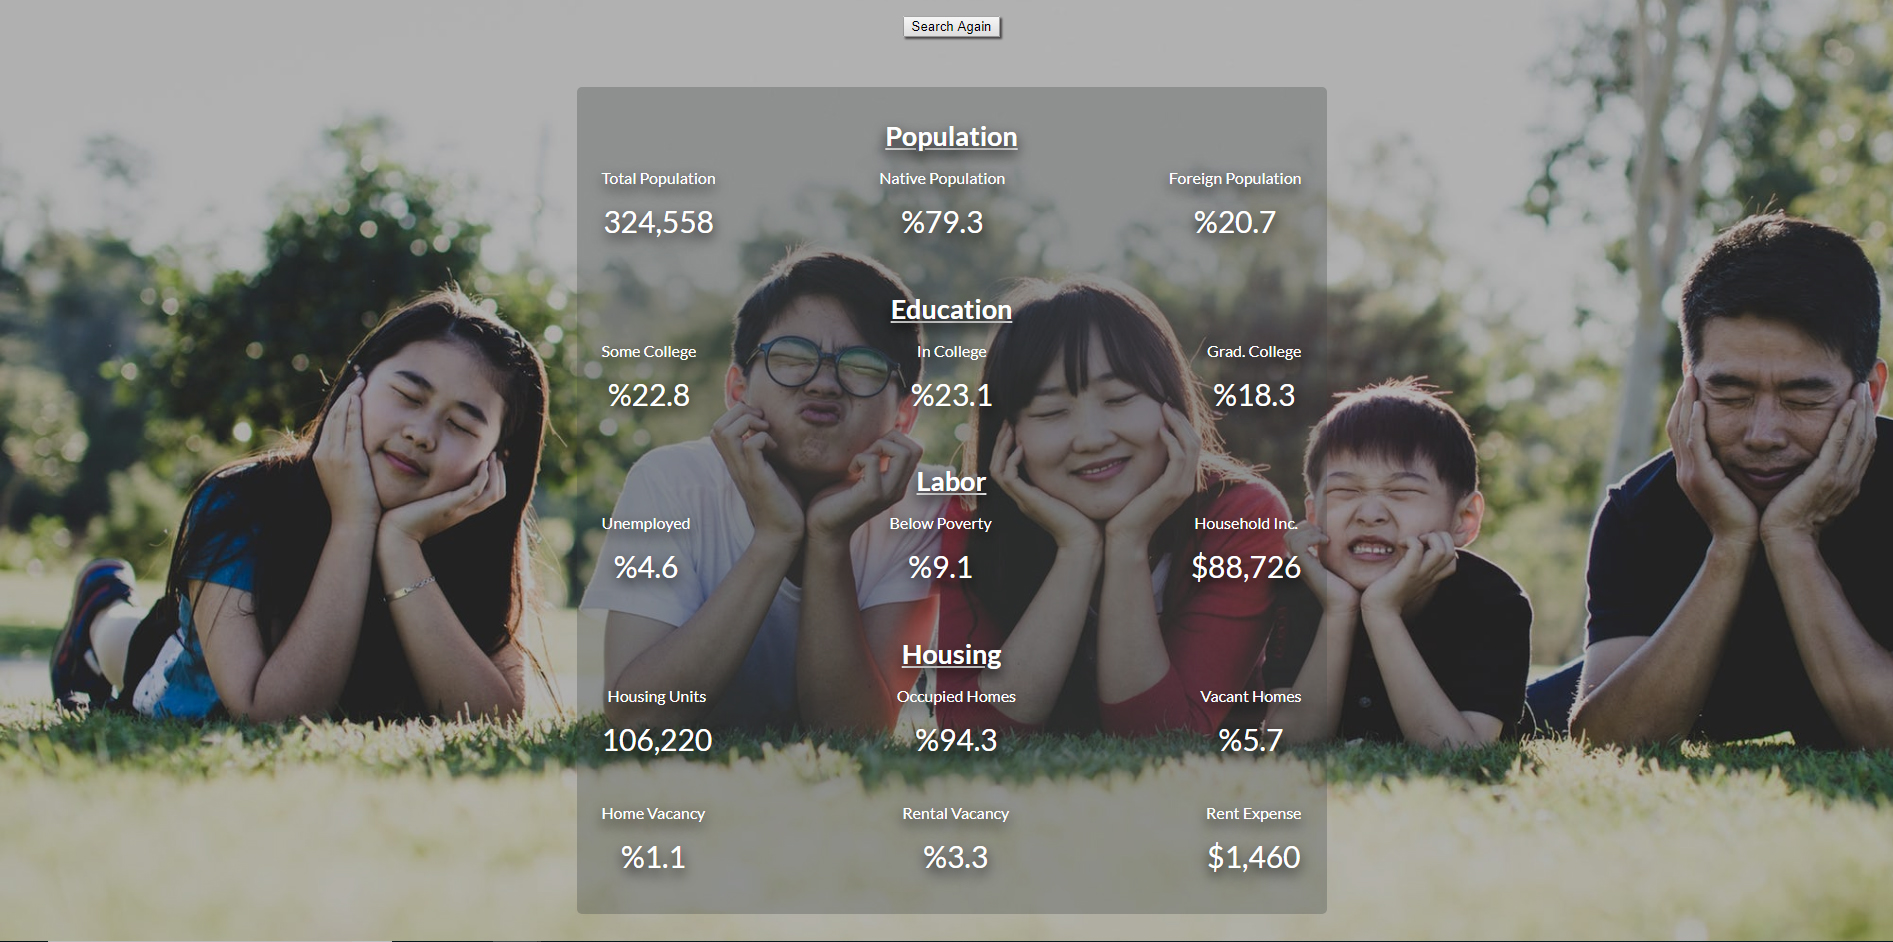 Search Again
Population
Total Population Native Population Foreign Population
324,558 %79.3 %20.7
Education
Some College In College Grad. College
%22.8 %23.1 %18.3
Labor
Unemployed Below Poverty Household Inc.
%4.6 %9.1 $88,726
Housing
Housing Units Occupied Homes Vacant Homes
106,220 %94.3 %5.7
Home Vacancy Rental Vacancy Rent Expense
%1.1 %3.3 $1,460